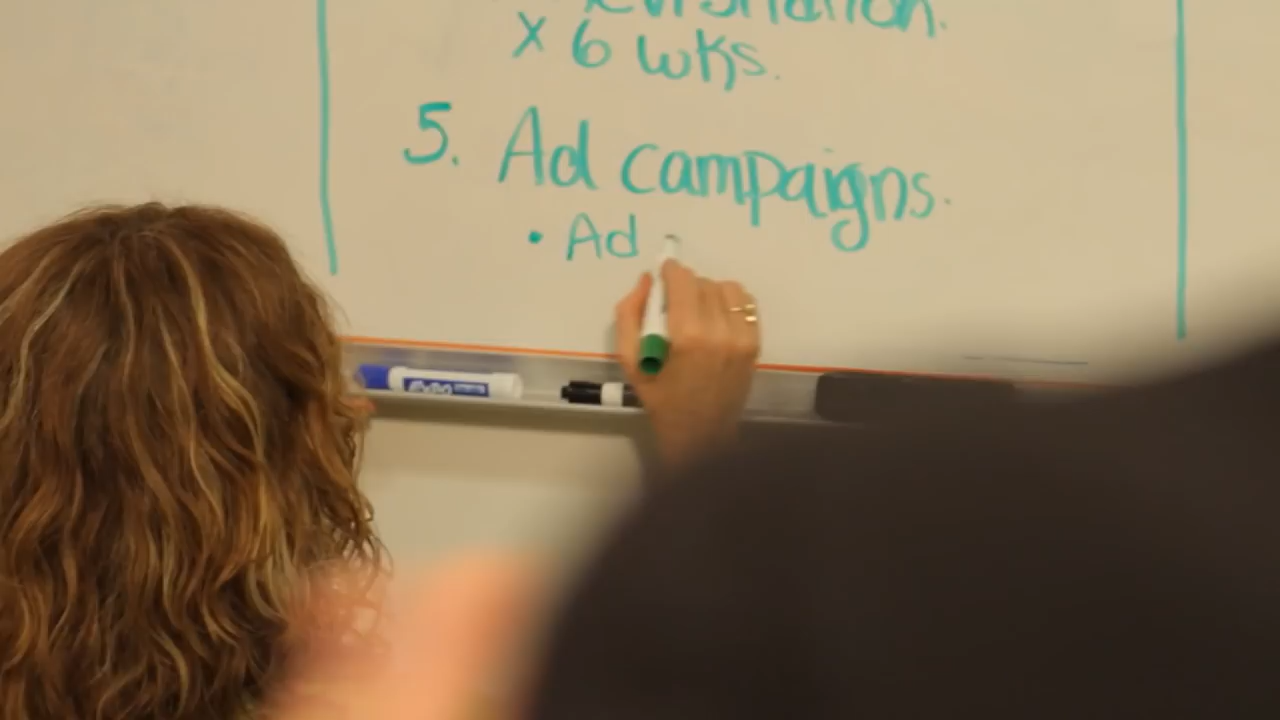 x 6 wks.
5. Ad campaigns.
• Ad